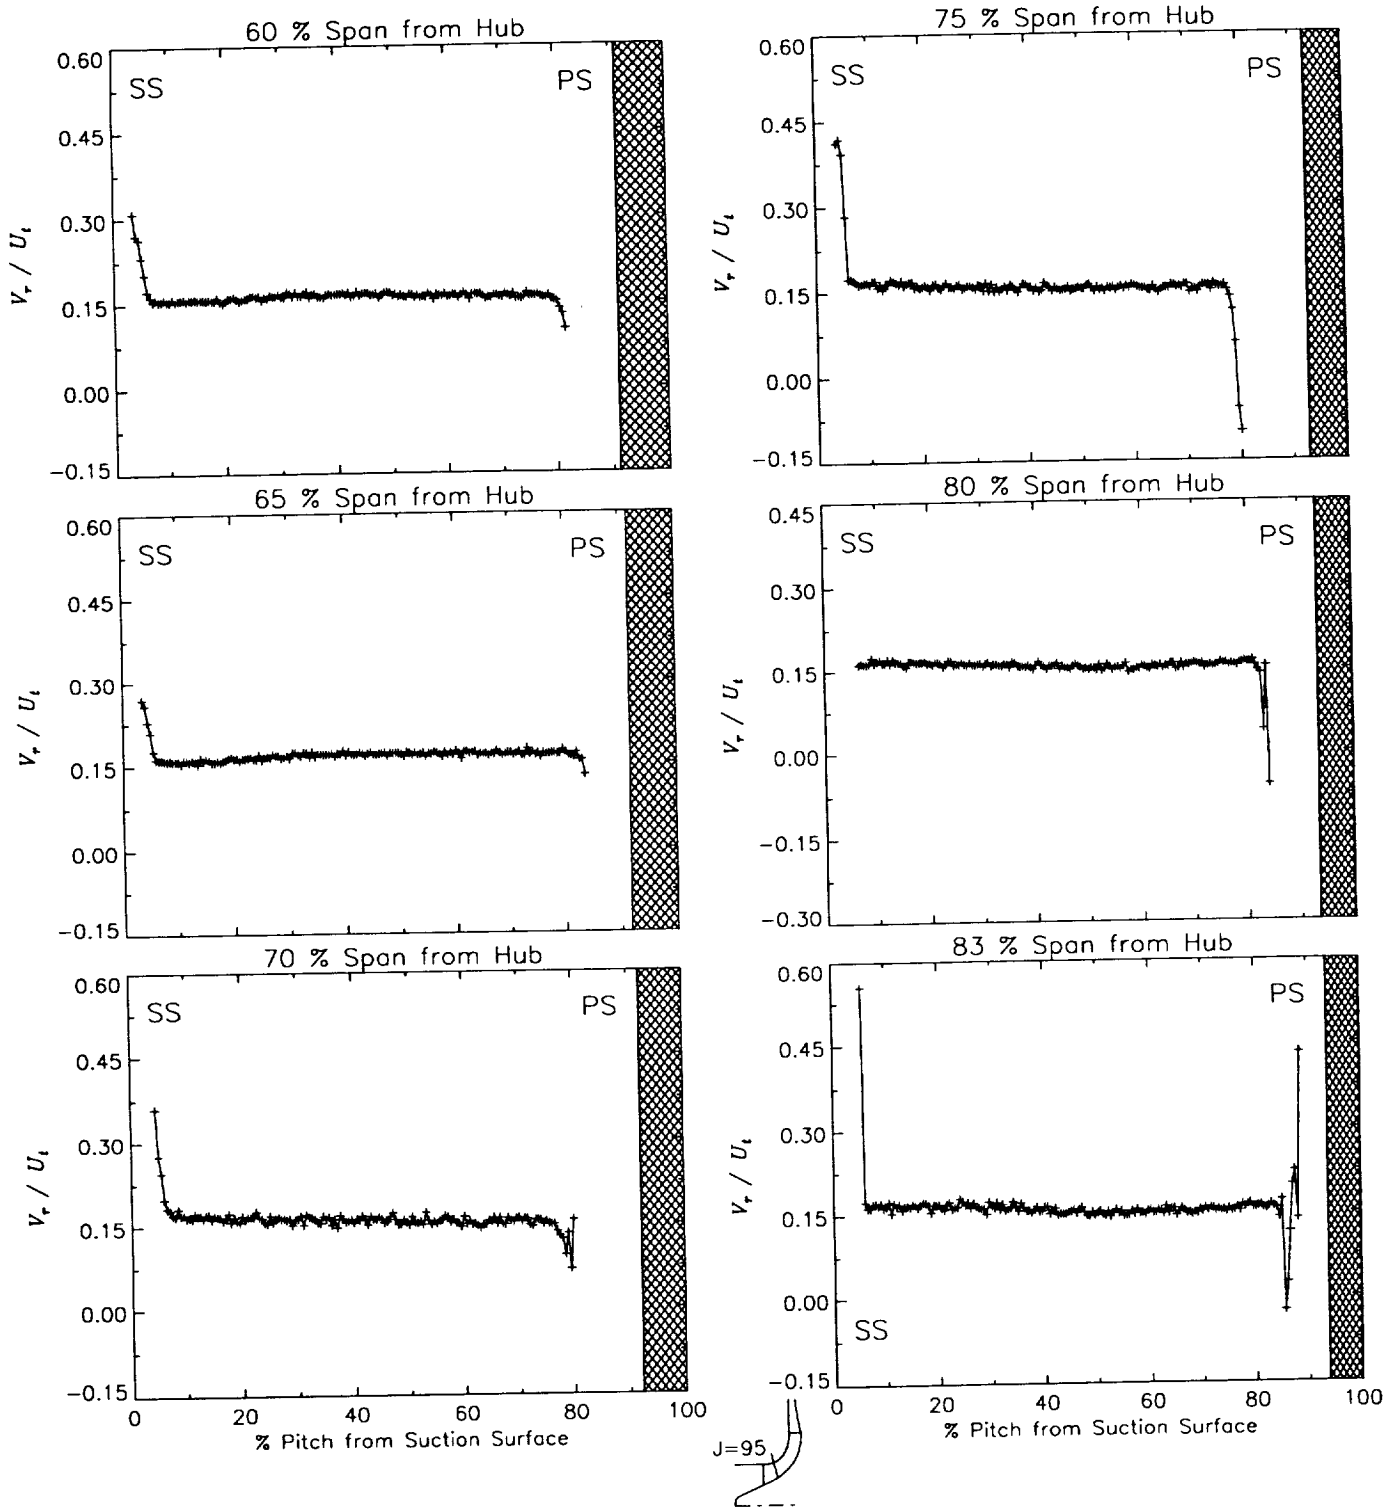 60 % Span from Hub
0.60
0.45
0.30
0.15
0.00
−0.15
V_r / U_t
SS
PS
65 % Span from Hub
0.60
0.45
0.30
0.15
0.00
−0.15
V_r / U_t
SS
PS
70 % Span from Hub
0.60
0.45
0.30
0.15
0.00
−0.15
V_r / U_t
SS
PS
0 20 40 60 80 100
% Pitch from Suction Surface
75 % Span from Hub
0.60
0.45
0.30
0.15
0.00
−0.15
V_r / U_t
SS
PS
80 % Span from Hub
0.45
0.30
0.15
0.00
−0.15
−0.30
V_r / U_t
SS
PS
83 % Span from Hub
0.60
0.45
0.30
0.15
0.00
−0.15
V_r / U_t
PS
SS
0 20 40 60 80 100
% Pitch from Suction Surface
J=95